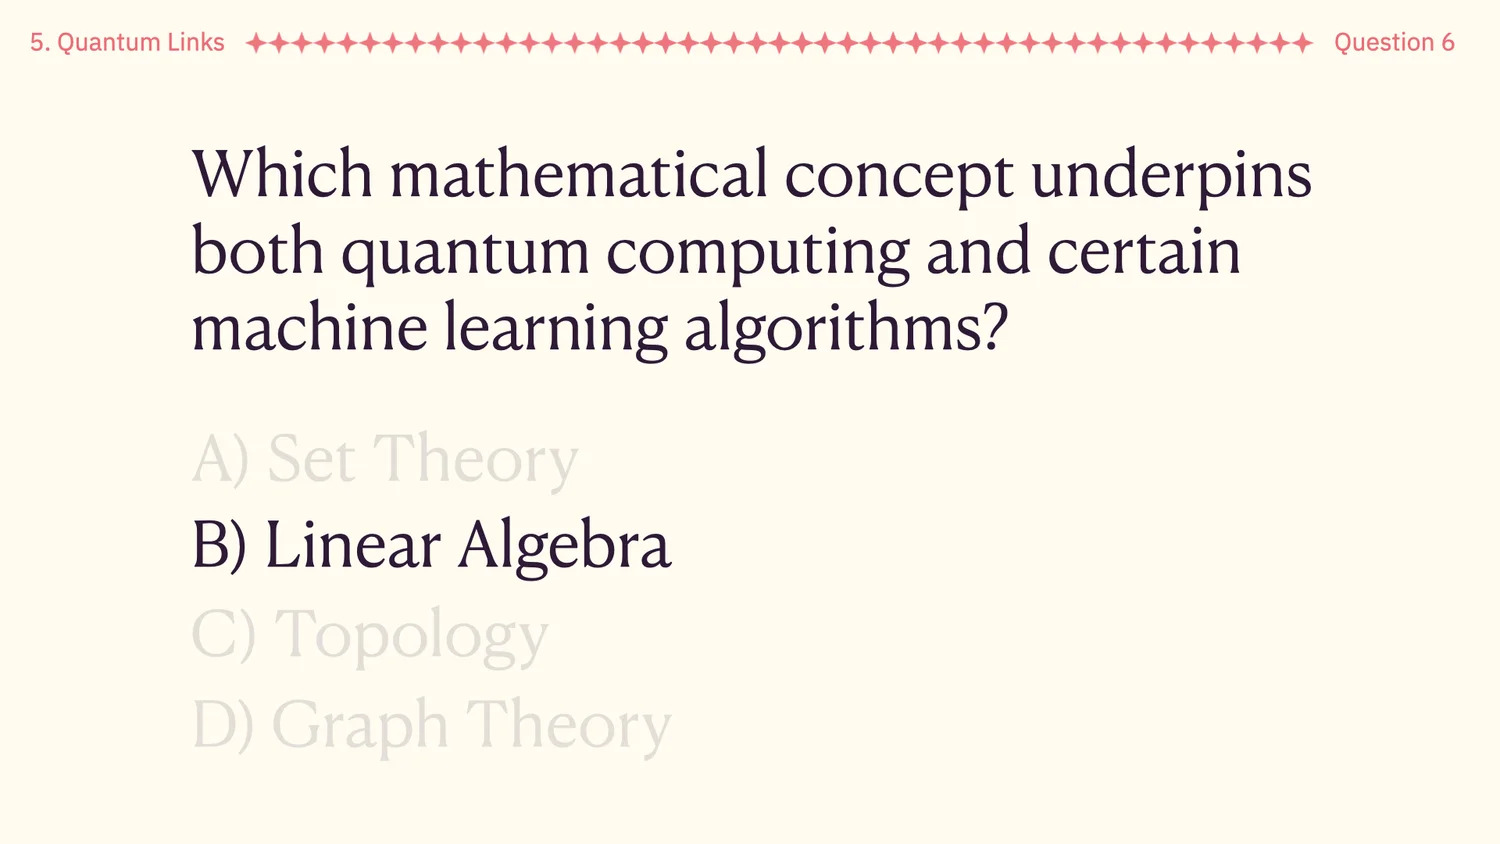 5. Quantum Links
Question 6
Which mathematical concept underpins
both quantum computing and certain
machine learning algorithms?
A) Set Theory
B) Linear Algebra
C) Topology
D) Graph Theory